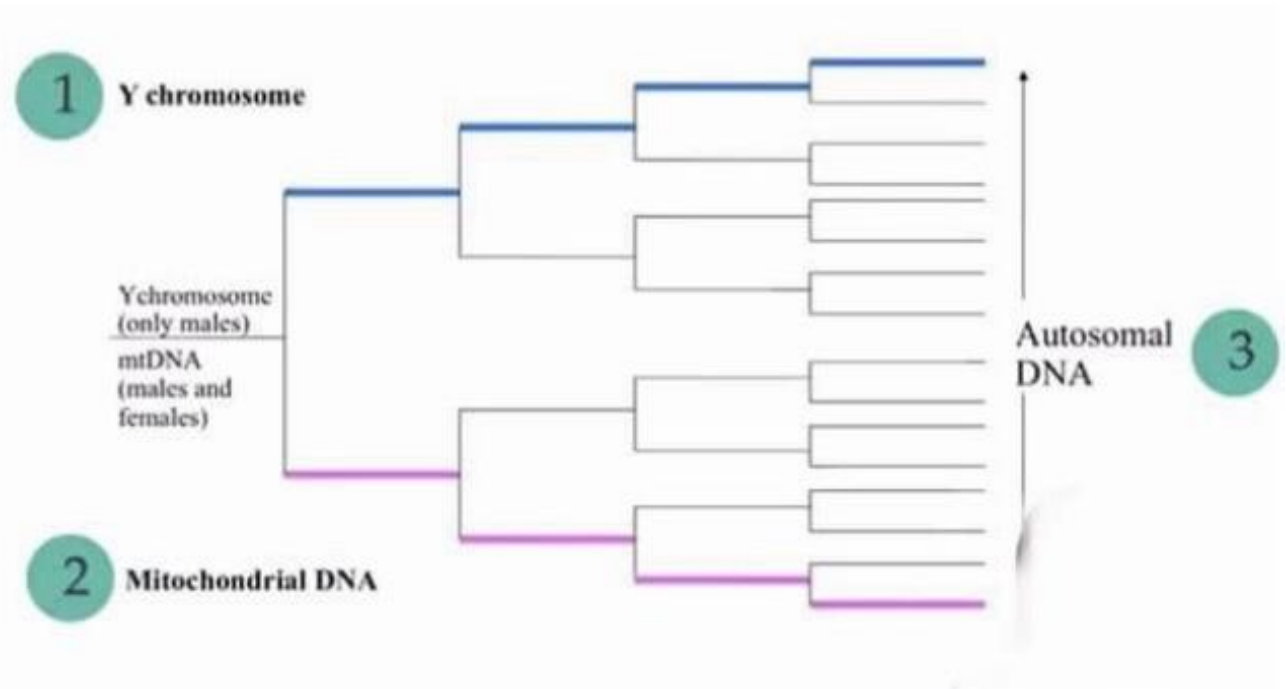 1
Y chromosome
Ychromosome
(only males)
mtDNA
(males and
females)
Autosomal
DNA
3
2
Mitochondrial DNA